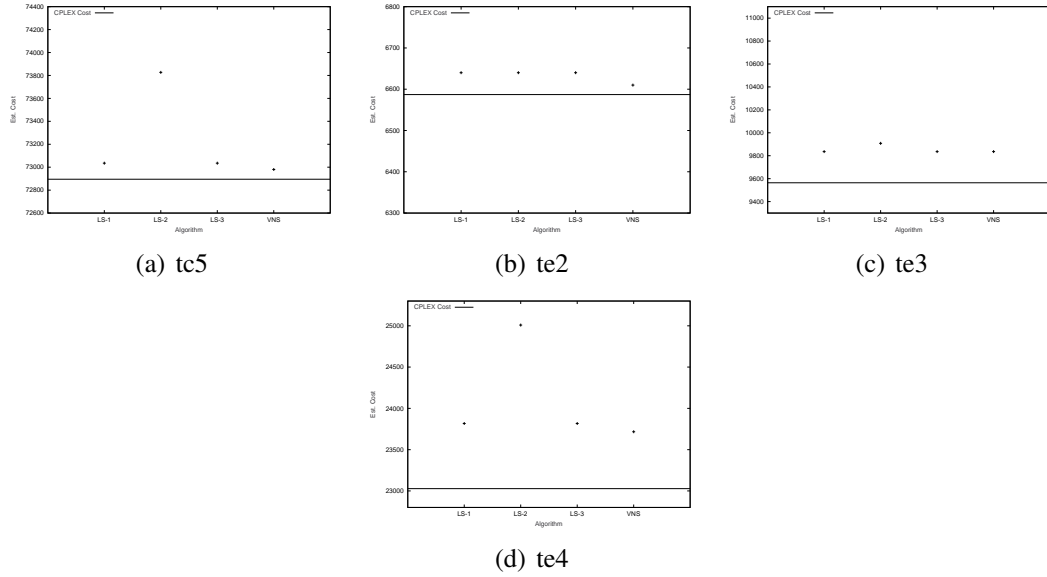 CPLEX Cost
74400
74200
74000
73800
73600
73400
73200
73000
72800
72600
Est. Cost
LS-1 LS-2 LS-3 VNS
Algorithm
(a) tc5
CPLEX Cost
6800
6700
6600
6500
6400
6300
Est. Cost
LS-1 LS-2 LS-3 VNS
Algorithm
(b) te2
CPLEX Cost
11000
10800
10600
10400
10200
10000
9800
9600
9400
Est. Cost
LS-1 LS-2 LS-3 VNS
Algorithm
(c) te3
CPLEX Cost
25000
24500
24000
23500
23000
Est. Cost
LS-1 LS-2 LS-3 VNS
Algorithm
(d) te4